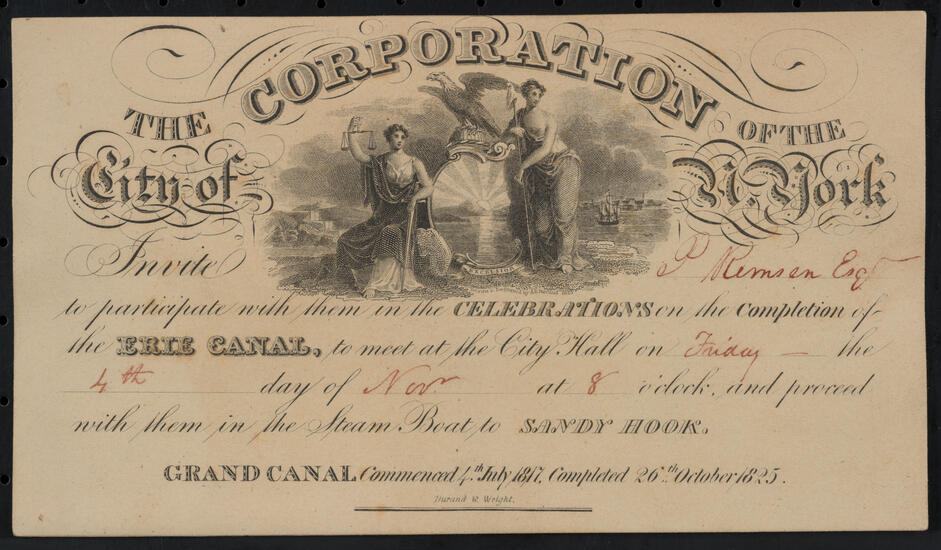 THE CORPORATION OF THE
City of N. York
EXCELSIOR
Invite P Remsen Esqr
to participate with them in the CELEBRATIONS on the Completion of
the ERIE CANAL, to meet at the City Hall on Friday — the
4th day of Novr at 8 o'clock, and proceed
with them in the Steam Boat to SANDY HOOK.
GRAND CANAL Commenced 4th July 1817, Completed 26th October 1825.
Durand & Wright.